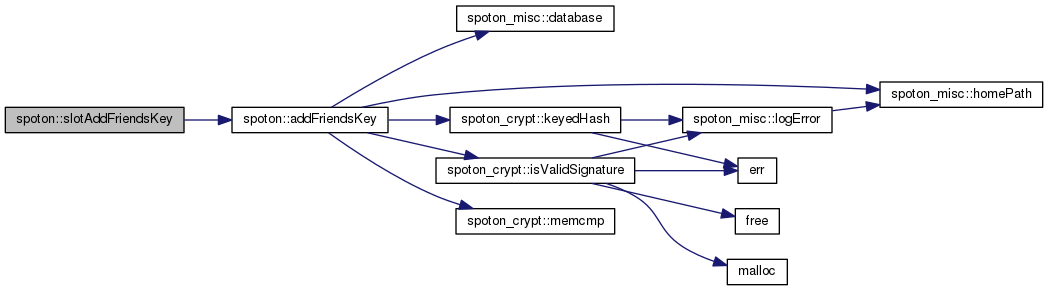 spoton::slotAddFriendsKey
spoton::addFriendsKey
spoton_misc::database
spoton_crypt::keyedHash
spoton_crypt::isValidSignature
spoton_crypt::memcmp
spoton_misc::logError
err
free
malloc
spoton_misc::homePath